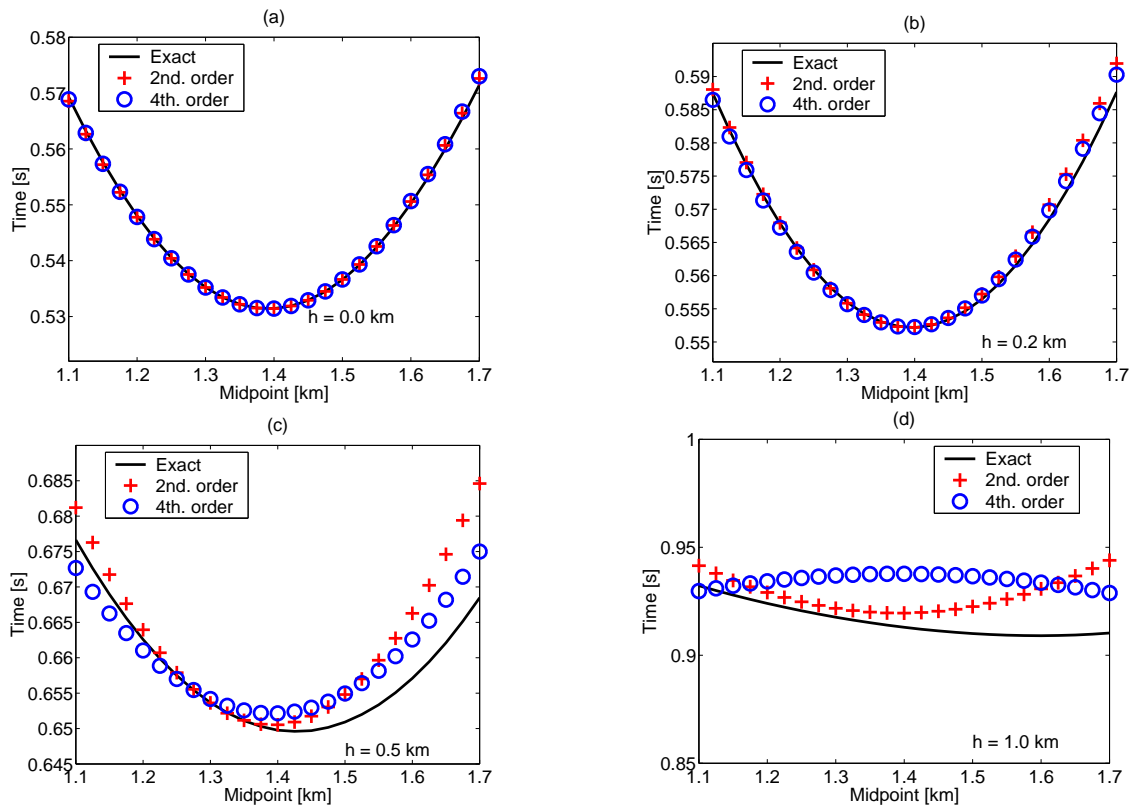 (a)
0.58
0.57
0.56
0.55
0.54
0.53
Time [s]
Exact
2nd. order
4th. order
h = 0.0 km
1.1 1.2 1.3 1.4 1.5 1.6 1.7
Midpoint [km]
(b)
0.59
0.585
0.58
0.575
0.57
0.565
0.56
0.555
0.55
Time [s]
Exact
2nd. order
4th. order
h = 0.2 km
1.1 1.2 1.3 1.4 1.5 1.6 1.7
Midpoint [km]
(c)
0.685
0.68
0.675
0.67
0.665
0.66
0.655
0.65
0.645
Time [s]
Exact
2nd. order
4th. order
h = 0.5 km
1.1 1.2 1.3 1.4 1.5 1.6 1.7
Midpoint [km]
(d)
1
0.95
0.9
0.85
Time [s]
Exact
2nd. order
4th. order
h = 1.0 km
1.1 1.2 1.3 1.4 1.5 1.6 1.7
Midpoint [km]